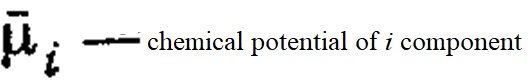 μ̄ᵢ — chemical potential of i component